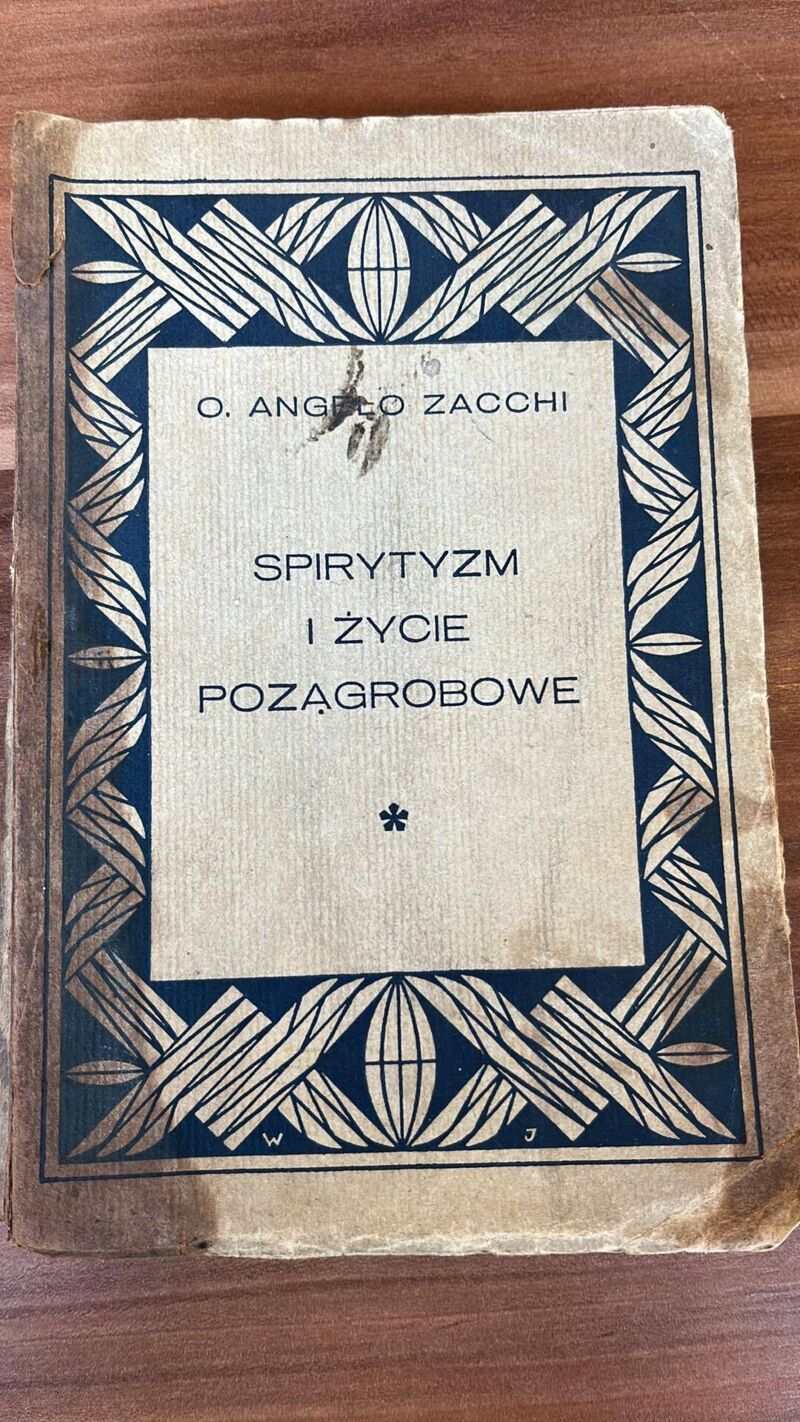 O. ANGELO ZACCHI
SPIRYTYZM
I ŻYCIE
POZAGROBOWE
*
W J